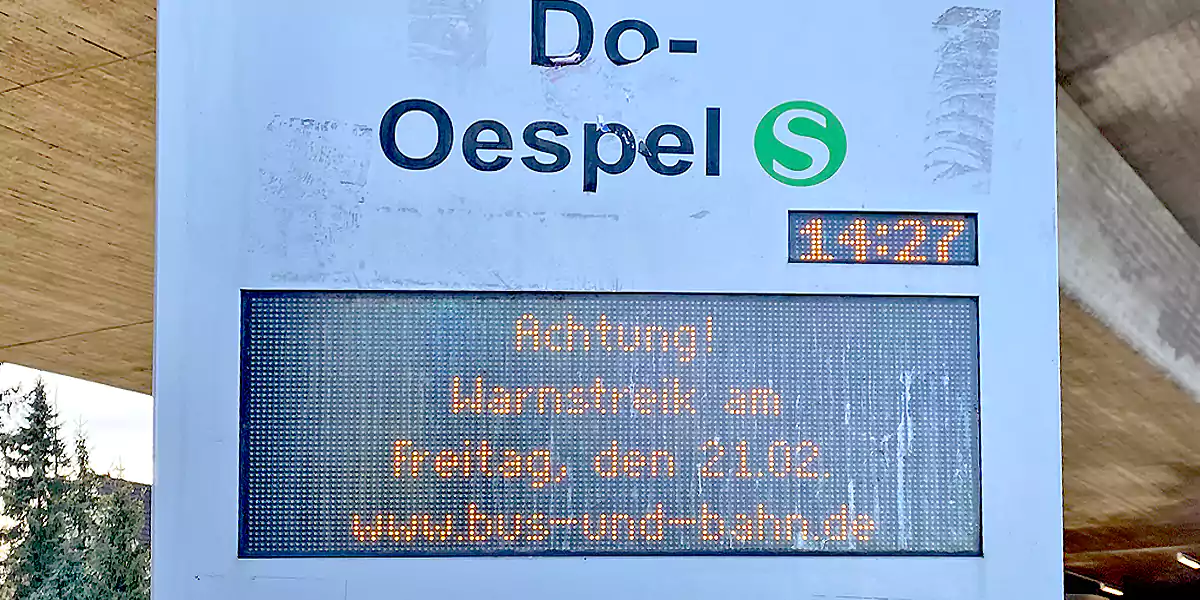 Do-
Oespel S
14:27
Achtung!
Warnstreik am
Freitag, den 21.02.
www.bus-und-bahn.de